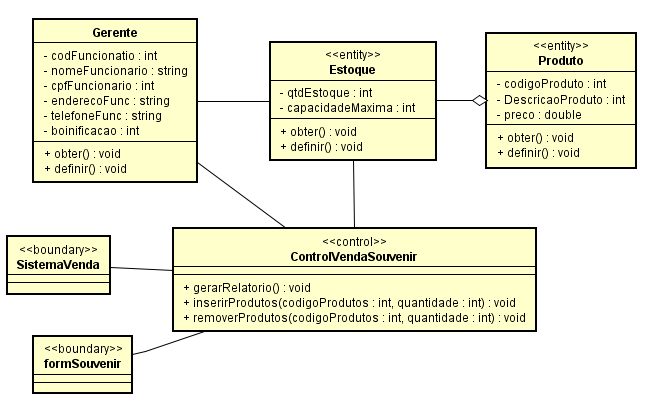 Gerente
- codFuncionatio : int
- nomeFuncionario : string
- cpfFuncionario : int
- enderecoFunc : string
- telefoneFunc : string
- boinificacao : int
+ obter() : void
+ definir() : void
<<entity>>
Estoque
- qtdEstoque : int
- capacidadeMaxima : int
+ obter() : void
+ definir() : void
<<entity>>
Produto
- codigoProduto : int
- DescricaoProduto : int
- preco : double
+ obter() : void
+ definir() : void
<<boundary>>
SistemaVenda
<<control>>
ControlVendaSouvenir
+ gerarRelatorio() : void
+ inserirProdutos(codigoProdutos : int, quantidade : int) : void
+ removerProdutos(codigoProdutos : int, quantidade : int) : void
<<boundary>>
formSouvenir